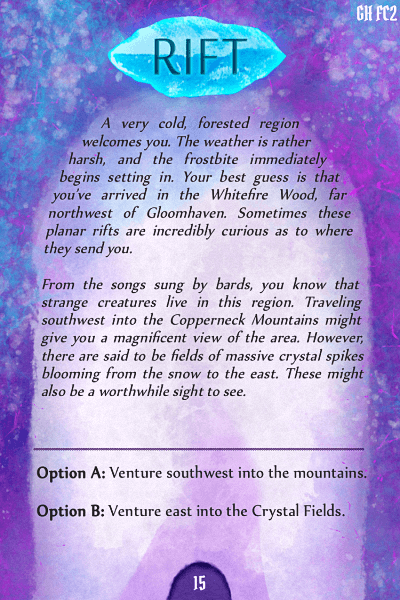 GH FC2
RIFT
A very cold, forested region
welcomes you. The weather is rather
harsh, and the frostbite immediately
begins setting in. Your best guess is that
you've arrived in the Whitefire Wood, far
northwest of Gloomhaven. Sometimes these
planar rifts are incredibly curious as to where
they send you.
From the songs sung by bards, you know that
strange creatures live in this region. Traveling
southwest into the Copperneck Mountains might
give you a magnificent view of the area. However,
there are said to be fields of massive crystal spikes
blooming from the snow to the east. These might
also be a worthwhile sight to see.
Option A: Venture southwest into the mountains.
Option B: Venture east into the Crystal Fields.
15